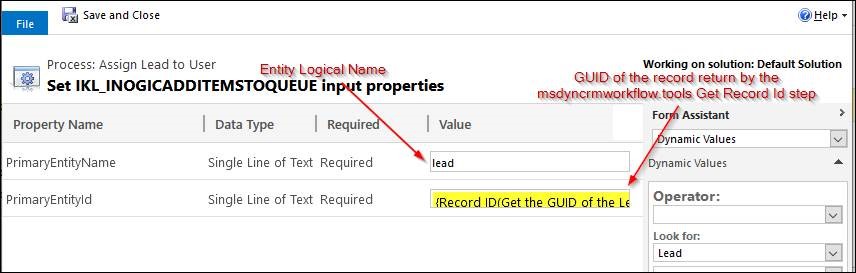 File
Save and Close
Help
Process: Assign Lead to User
Set IKL_INOGICADDITEMSTOQUEUE input properties
Entity Logical Name
Working on solution: Default Solution
GUID of the record return by the
msdyncrmworkflow.tools Get Record Id step
Property Name Data Type Required Value
PrimaryEntityName Single Line of Text Required lead
PrimaryEntityId Single Line of Text Required {Record ID(Get the GUID of the Le
Form Assistant
Dynamic Values
Dynamic Values
Operator:
Look for:
Lead